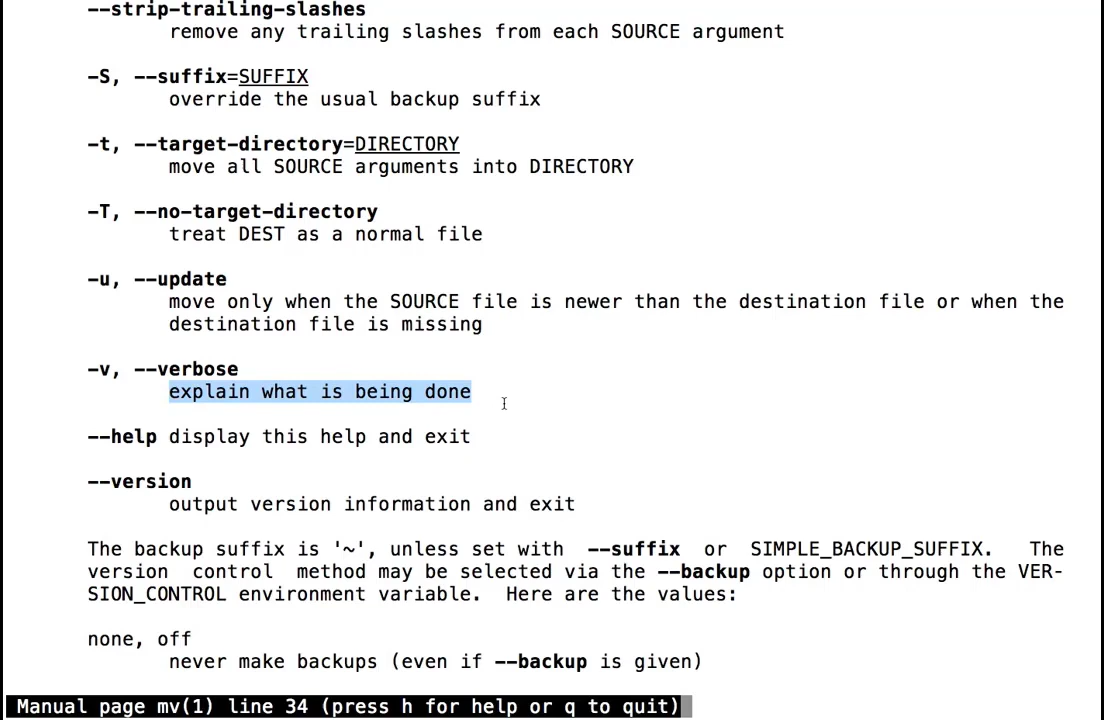 --strip-trailing-slashes
remove any trailing slashes from each SOURCE argument
-S, --suffix=SUFFIX
override the usual backup suffix
-t, --target-directory=DIRECTORY
move all SOURCE arguments into DIRECTORY
-T, --no-target-directory
treat DEST as a normal file
-u, --update
move only when the SOURCE file is newer than the destination file or when the
destination file is missing
-v, --verbose
explain what is being done
--help display this help and exit
--version
output version information and exit
The backup suffix is '~', unless set with --suffix or SIMPLE_BACKUP_SUFFIX. The
version control method may be selected via the --backup option or through the VER-
SION_CONTROL environment variable. Here are the values:
none, off
never make backups (even if --backup is given)
Manual page mv(1) line 34 (press h for help or q to quit)